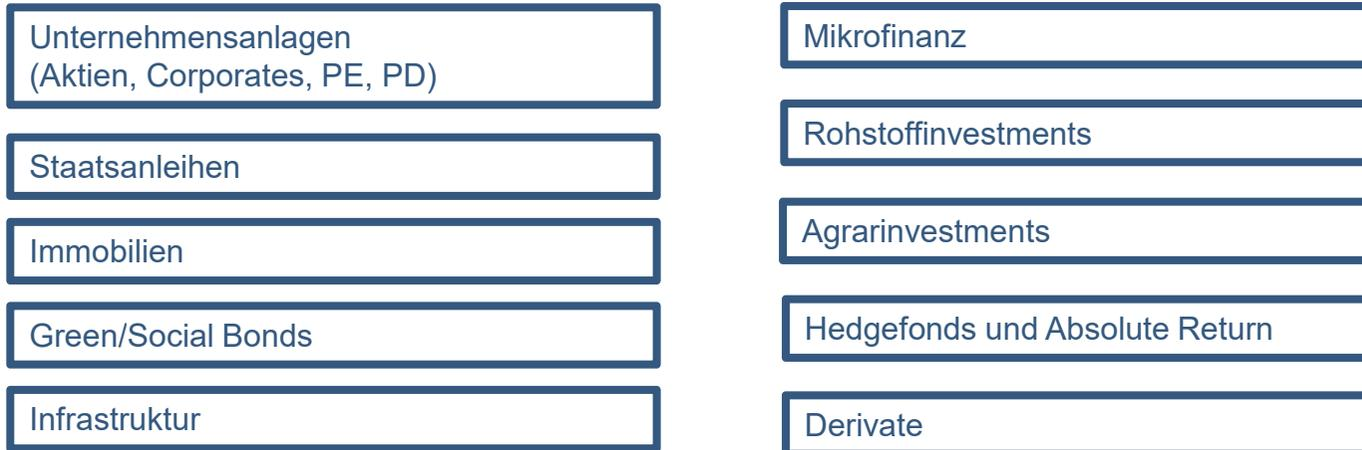 Unternehmensanlagen
(Aktien, Corporates, PE, PD)
Staatsanleihen
Immobilien
Green/Social Bonds
Infrastruktur
Mikrofinanz
Rohstoffinvestments
Agrarinvestments
Hedgefonds und Absolute Return
Derivate